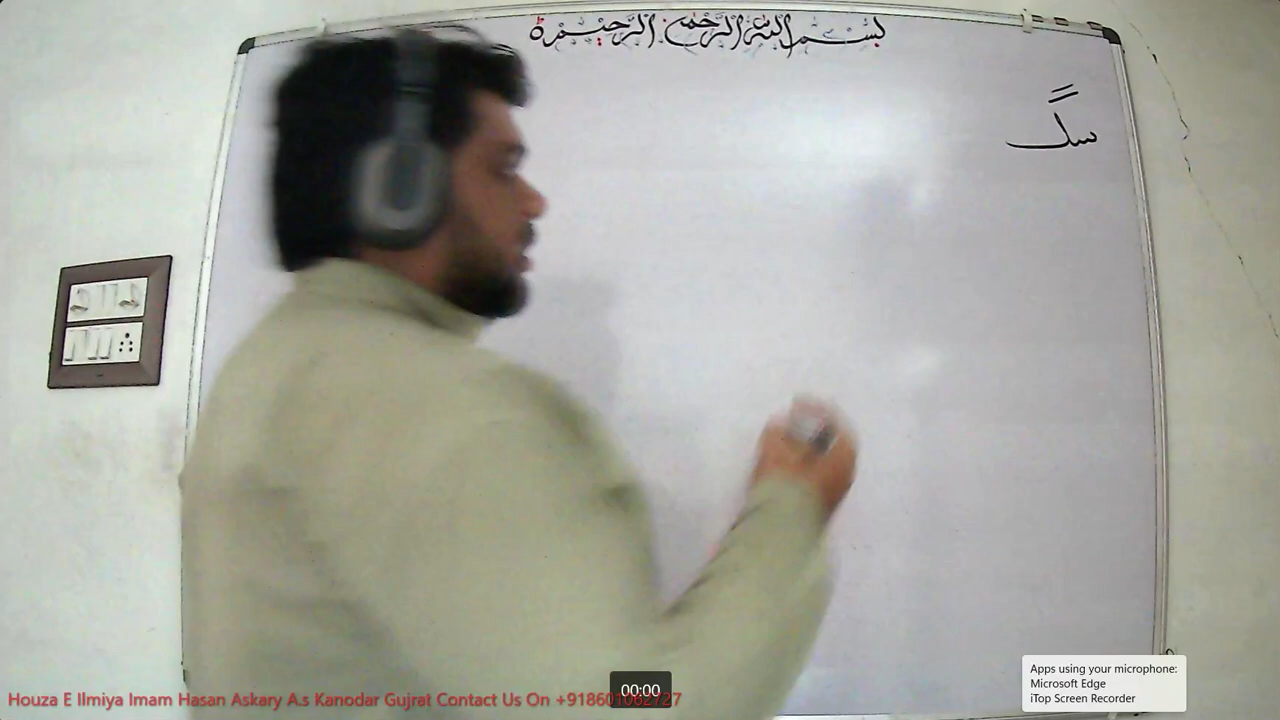 بسم الله الرحمن الرحیم
سگ
00:00
Apps using your microphone:
Microsoft Edge
iTop Screen Recorder
Houza E Ilmiya Imam Hasan Askary A.s Kanodar Gujrat Contact Us On